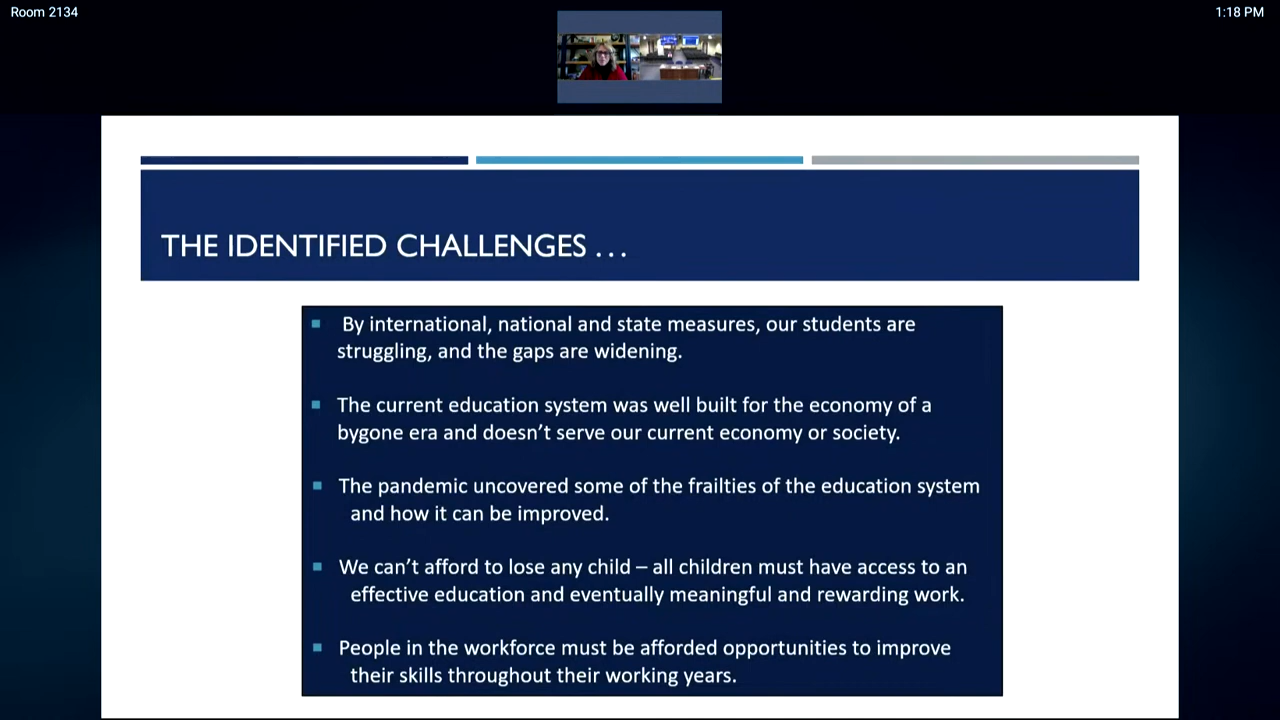 Room 2134
1:18 PM
THE IDENTIFIED CHALLENGES ...
By international, national and state measures, our students are
struggling, and the gaps are widening.
The current education system was well built for the economy of a
bygone era and doesn't serve our current economy or society.
The pandemic uncovered some of the frailties of the education system
and how it can be improved.
We can't afford to lose any child – all children must have access to an
effective education and eventually meaningful and rewarding work.
People in the workforce must be afforded opportunities to improve
their skills throughout their working years.